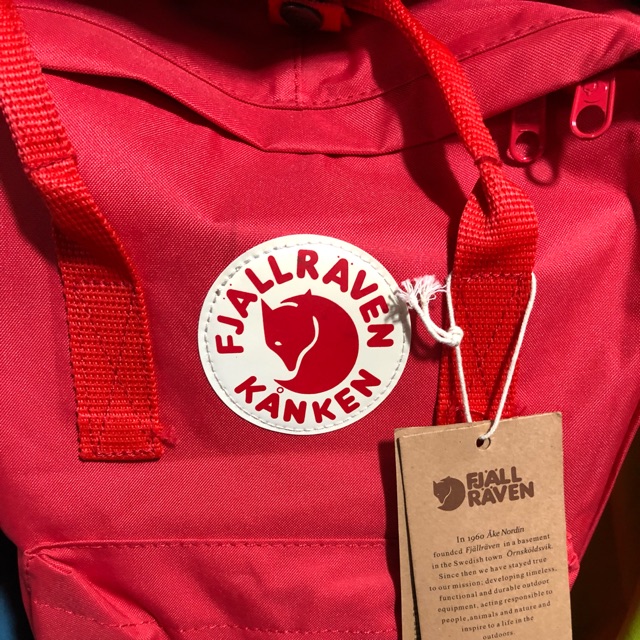 FJÄLLRÄVEN
KÅNKEN
FJÄLL
RÄVEN
In 1960 Åke Nordin
founded Fjällräven in a basement
in the Swedish town Örnsköldsvik.
Since then we have stayed true
to our mission: developing timeless,
functional and durable outdoor
equipment, acting responsible to
people, animals and nature and
inspire to a life in the
outdoors.